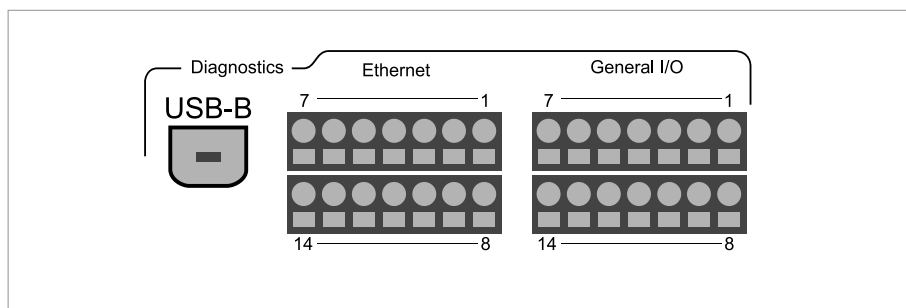 Diagnostics
Ethernet
General I/O
USB-B
7 1
7 1
14 8
14 8